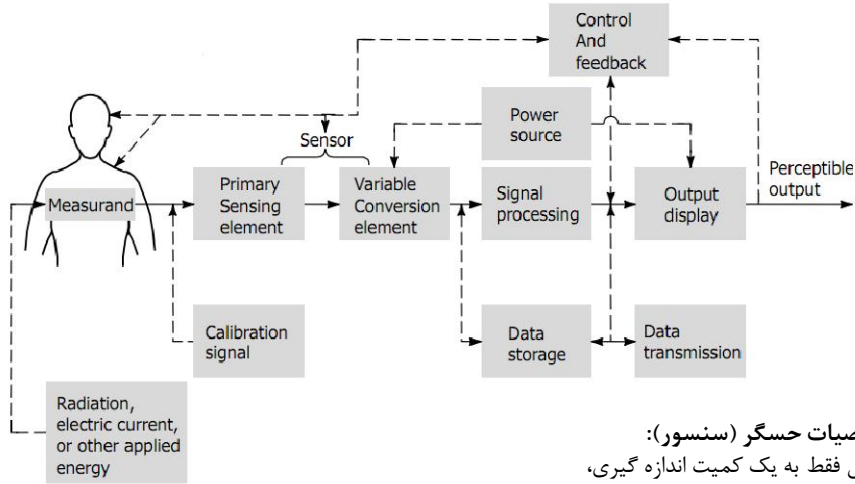 Control
And
feedback
Power
source
Sensor
Perceptible
output
Measurand
Primary
Sensing
element
Variable
Conversion
element
Signal
processing
Output
display
Calibration
signal
Data
storage
Data
transmission
Radiation,
electric current,
or other applied
energy
حسگر (سنسور):
فقط به یک کمیت اندازه گیری،